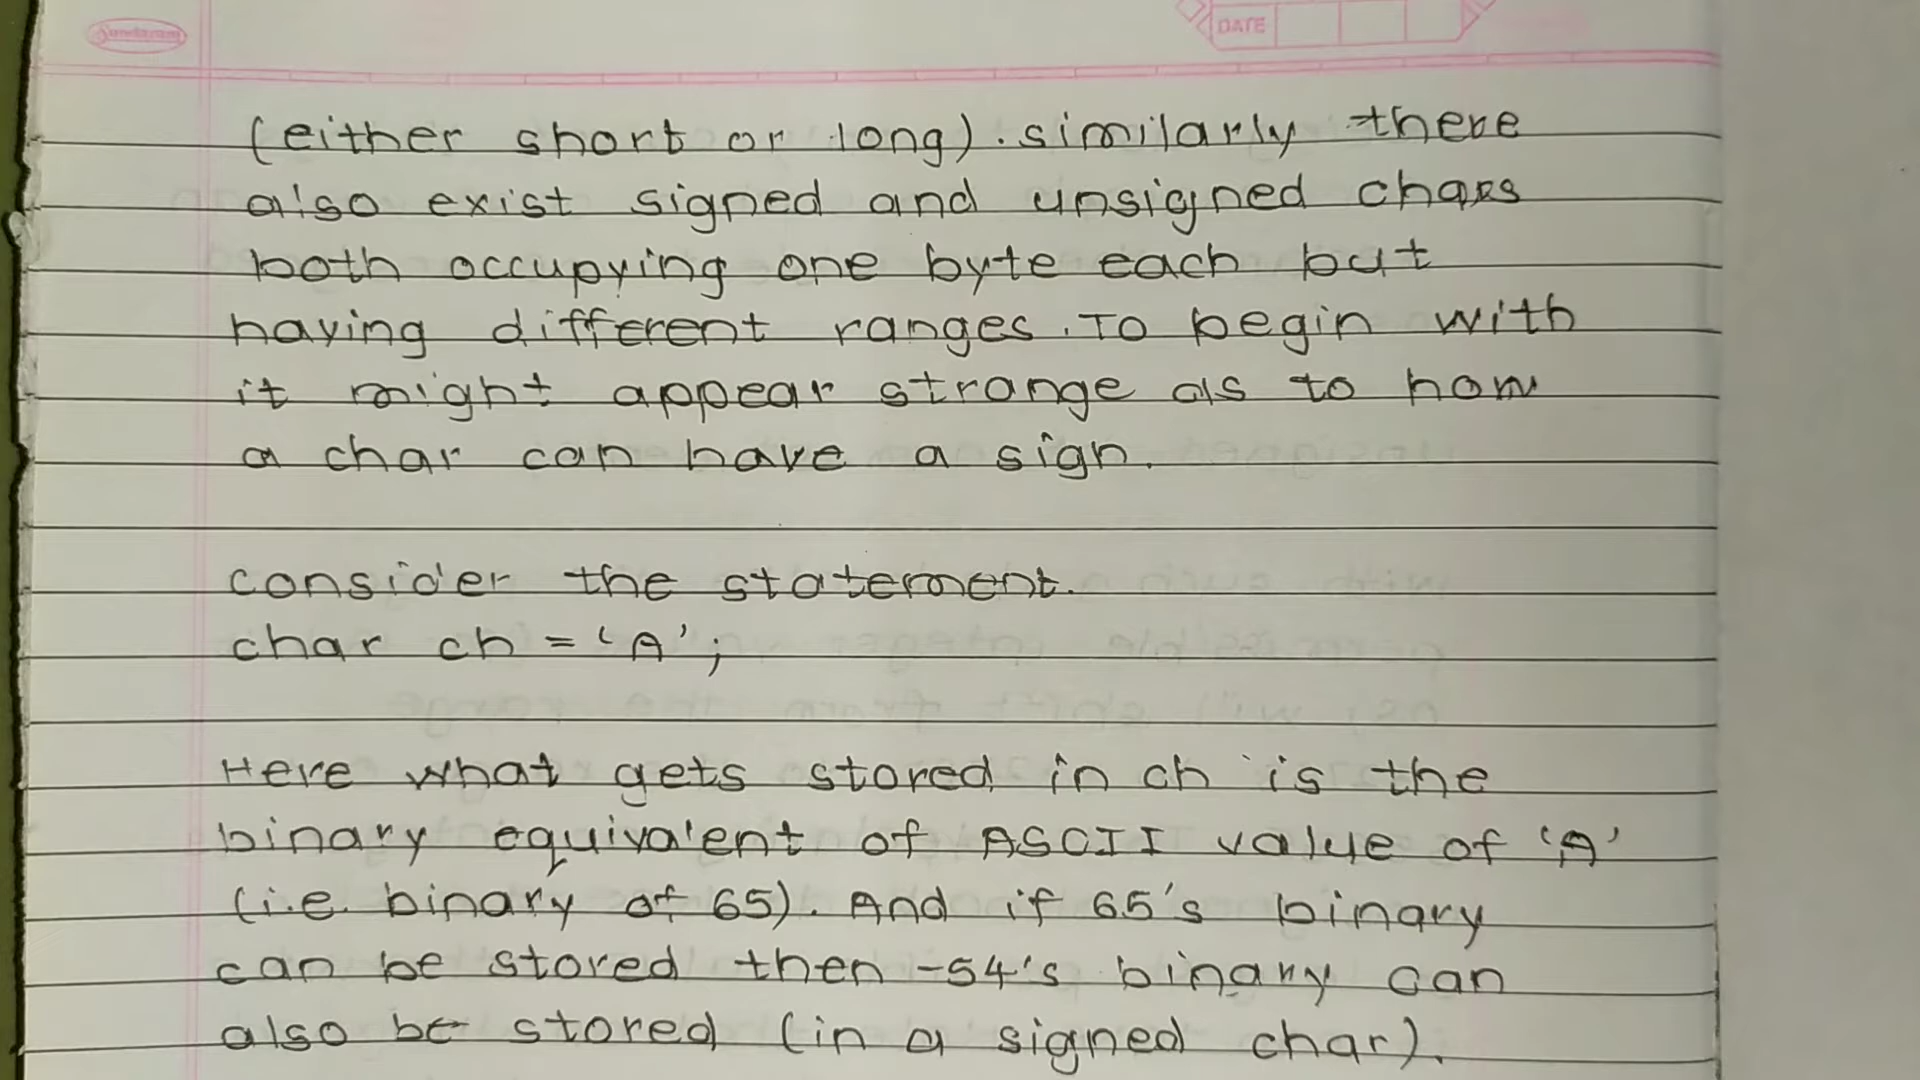 Sundaram
DATE
(either short or long). similarly there
also exist signed and unsigned chars
both occupying one byte each but
having different ranges. To begin with
it might appear strange as to how
a char can have a sign.
consider the statement.
char ch = 'A';
Here what gets stored in ch is the
binary equivalent of ASCII value of 'A'
(i.e. binary of 65). And if 65's binary
can be stored then -54's binary can
also be stored (in a signed char).